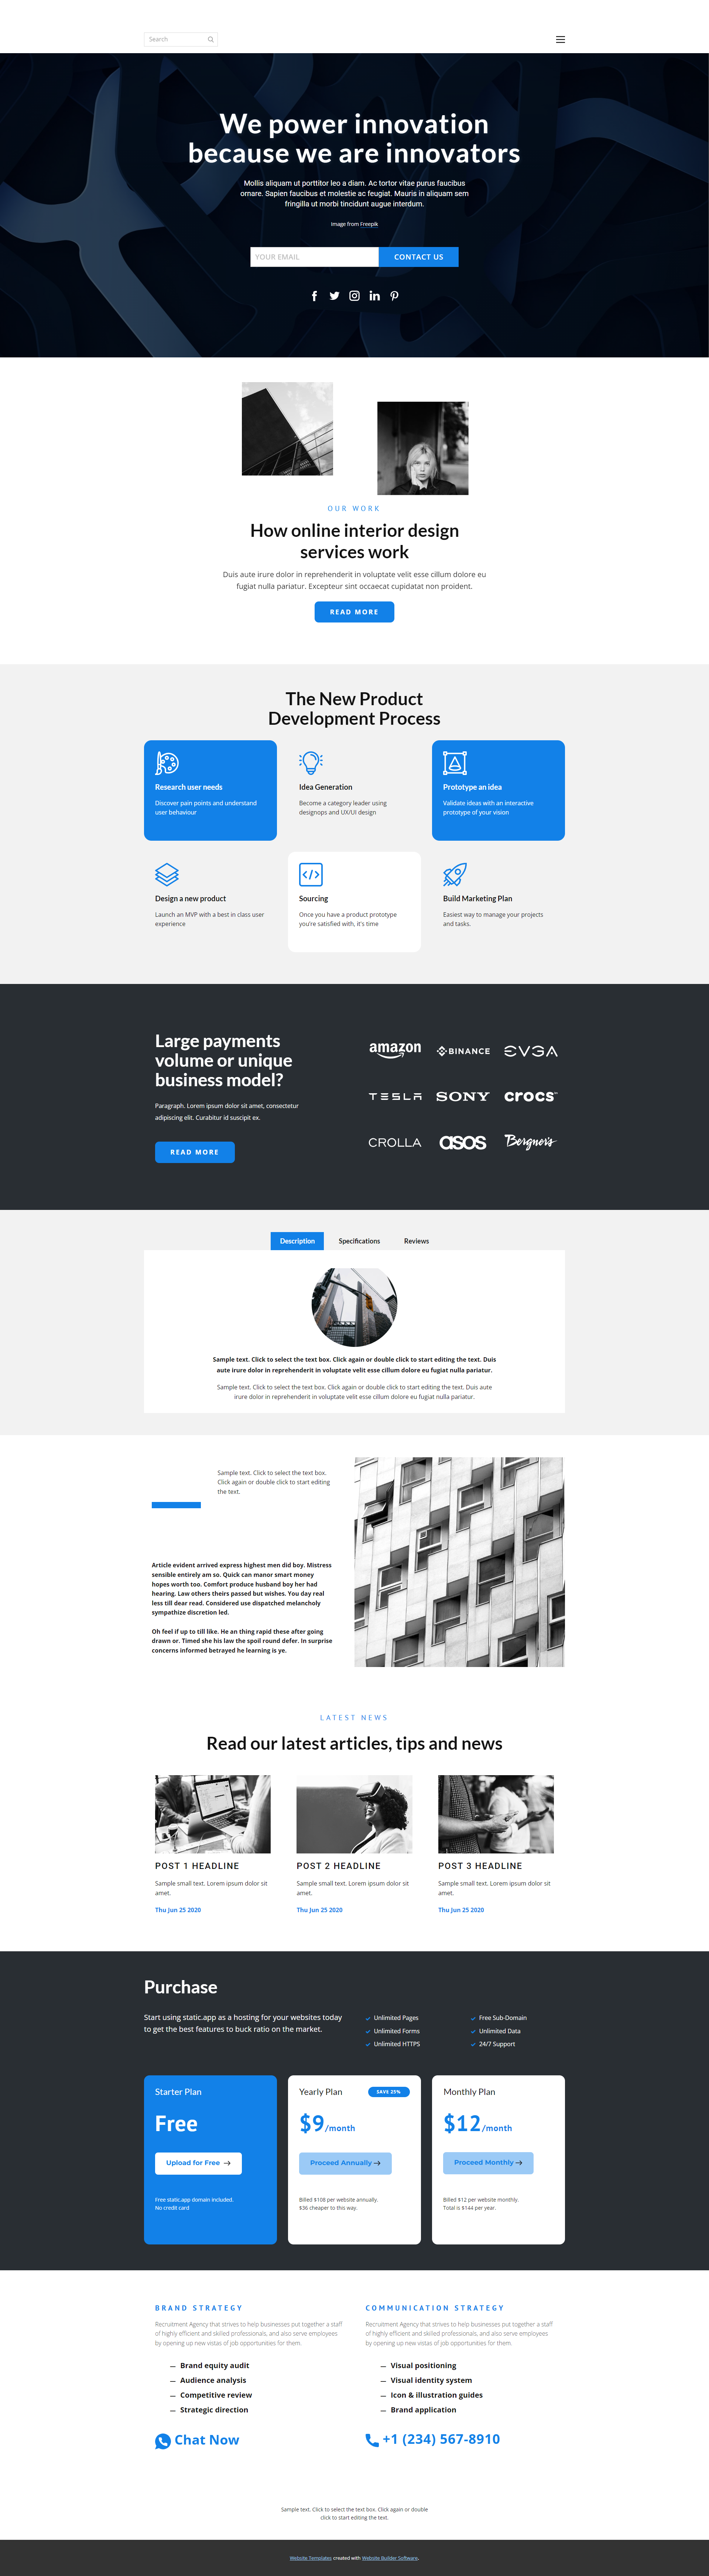 Search
We power innovation
because we are innovators
Mollis aliquam ut porttitor leo a diam. Ac tortor vitae purus faucibus
ornare. Sapien faucibus et molestie ac feugiat. Mauris in aliquam sem
fringilla ut morbi tincidunt augue interdum.
Image from Freepik
YOUR EMAIL
CONTACT US
OUR WORK
How online interior design
services work
Duis aute irure dolor in reprehenderit in voluptate velit esse cillum dolore eu
fugiat nulla pariatur. Excepteur sint occaecat cupidatat non proident.
READ MORE
The New Product
Development Process
Research user needs
Discover pain points and understand
user behaviour
Idea Generation
Become a category leader using
designops and UX/UI design
Prototype an idea
Validate ideas with an interactive
prototype of your vision
Design a new product
Launch an MVP with a best in class user
experience
Sourcing
Once you have a product prototype
you're satisfied with, it's time
Build Marketing Plan
Easiest way to manage your projects
and tasks.
Large payments
volume or unique
business model?
Paragraph. Lorem ipsum dolor sit amet, consectetur
adipiscing elit. Curabitur id suscipit ex.
READ MORE
amazon
BINANCE
EVGA
TESLA
SONY
crocs
CROLLA
asos
Bergner's
Description
Specifications
Reviews
Sample text. Click to select the text box. Click again or double click to start editing the text. Duis
aute irure dolor in reprehenderit in voluptate velit esse cillum dolore eu fugiat nulla pariatur.
Sample text. Click to select the text box. Click again or double click to start editing the text. Duis aute
irure dolor in reprehenderit in voluptate velit esse cillum dolore eu fugiat nulla pariatur.
Sample text. Click to select the text box.
Click again or double click to start editing
the text.
Article evident arrived express highest men did boy. Mistress
sensible entirely am so. Quick can manor smart money
hopes worth too. Comfort produce husband boy her had
hearing. Law others theirs passed but wishes. You day real
less till dear read. Considered use dispatched melancholy
sympathize discretion led.
Oh feel if up to till like. He an thing rapid these after going
drawn or. Timed she his law the spoil round defer. In surprise
concerns informed betrayed he learning is ye.
LATEST NEWS
Read our latest articles, tips and news
POST 1 HEADLINE
Sample small text. Lorem ipsum dolor sit
amet.
Thu Jun 25 2020
POST 2 HEADLINE
Sample small text. Lorem ipsum dolor sit
amet.
Thu Jun 25 2020
POST 3 HEADLINE
Sample small text. Lorem ipsum dolor sit
amet.
Thu Jun 25 2020
Purchase
Start using static.app as a hosting for your websites today
to get the best features to buck ratio on the market.
Unlimited Pages
Unlimited Forms
Unlimited HTTPS
Free Sub-Domain
Unlimited Data
24/7 Support
Starter Plan
Free
Upload for Free →
Free static.app domain Included.
No credit card
Yearly Plan
SAVE 25%
$9/month
Proceed Annually →
Billed $108 per website annually.
$36 cheaper to this way.
Monthly Plan
$12/month
Proceed Monthly →
Billed $12 per website monthly.
Total is $144 per year.
BRAND STRATEGY
Recruitment Agency that strives to help businesses put together a staff
of highly efficient and skilled professionals, and also serve employees
by opening up new vistas of job opportunities for them.
— Brand equity audit
— Audience analysis
— Competitive review
— Strategic direction
Chat Now
COMMUNICATION STRATEGY
Recruitment Agency that strives to help businesses put together a staff
of highly efficient and skilled professionals, and also serve employees
by opening up new vistas of job opportunities for them.
— Visual positioning
— Visual identity system
— Icon & illustration guides
— Brand application
+1 (234) 567-8910
Sample text. Click to select the text box. Click again or double
click to start editing the text.
Website Templates created with Website Builder Software.